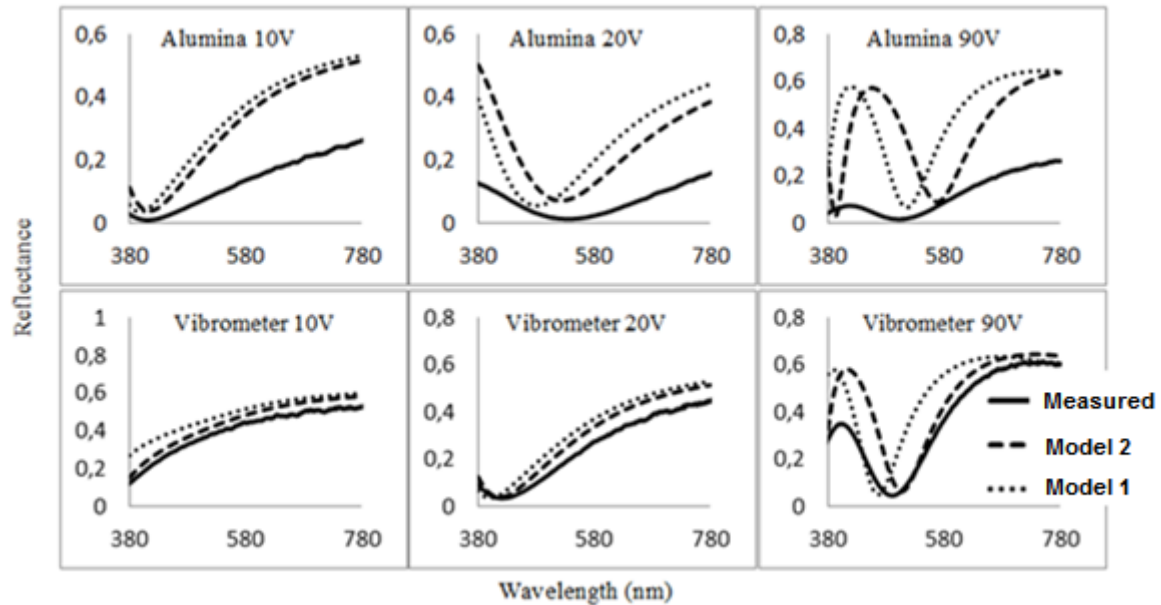 Reflectance
Alumina 10V
0,6
0,4
0,2
0
380 580 780
Alumina 20V
0,6
0,4
0,2
0
380 580 780
Alumina 90V
0,8
0,6
0,4
0,2
0
380 580 780
Vibrometer 10V
1
0,8
0,6
0,4
0,2
0
380 580 780
Vibrometer 20V
0,8
0,6
0,4
0,2
0
380 580 780
Vibrometer 90V
0,8
0,6
0,4
0,2
0
380 580 780
Measured
Model 2
Model 1
Wavelength (nm)